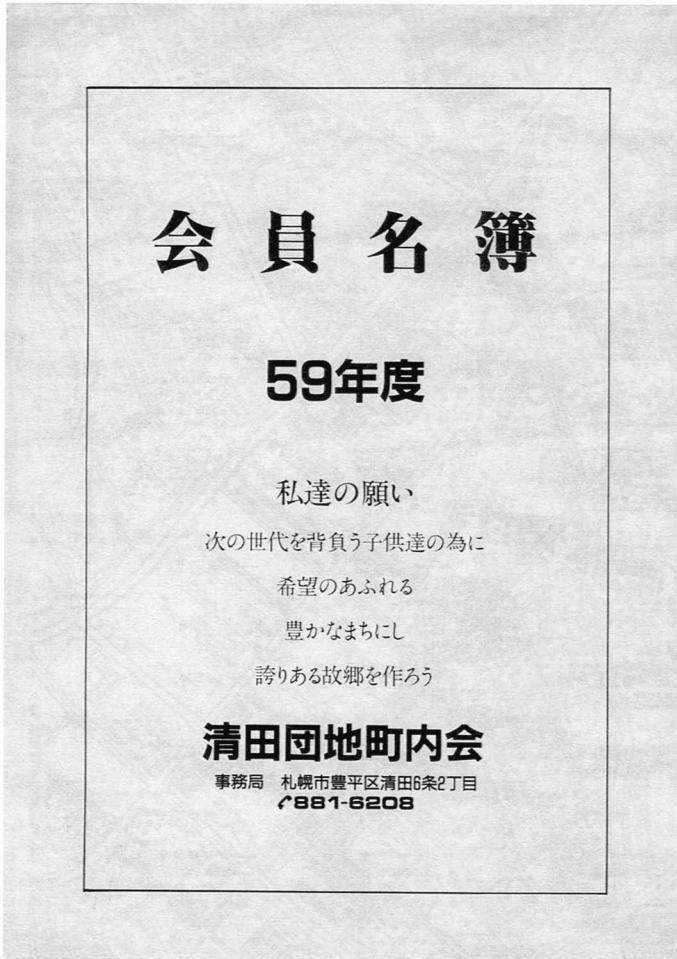 会員名簿
59年度
私達の願い
次の世代を背負う子供達の為に
希望のあふれる
豊かなまちにし
誇りある故郷を作ろう
清田団地町内会
事務局　札幌市豊平区清田6条2丁目
✆881-6208